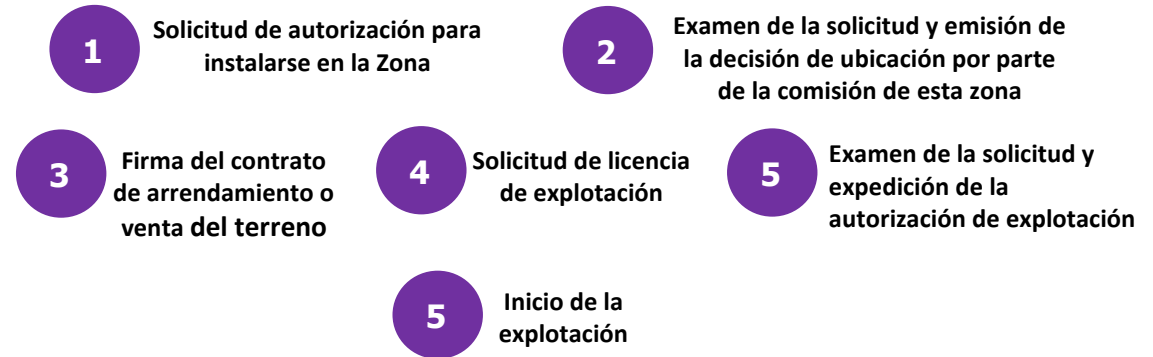 1
Solicitud de autorización para
instalarse en la Zona
2
Examen de la solicitud y emisión de
la decisión de ubicación por parte
de la comisión de esta zona
3
Firma del contrato
de arrendamiento o
venta del terreno
4
Solicitud de licencia
de explotación
5
Examen de la solicitud y
expedición de la
autorización de explotación
5
Inicio de la
explotación